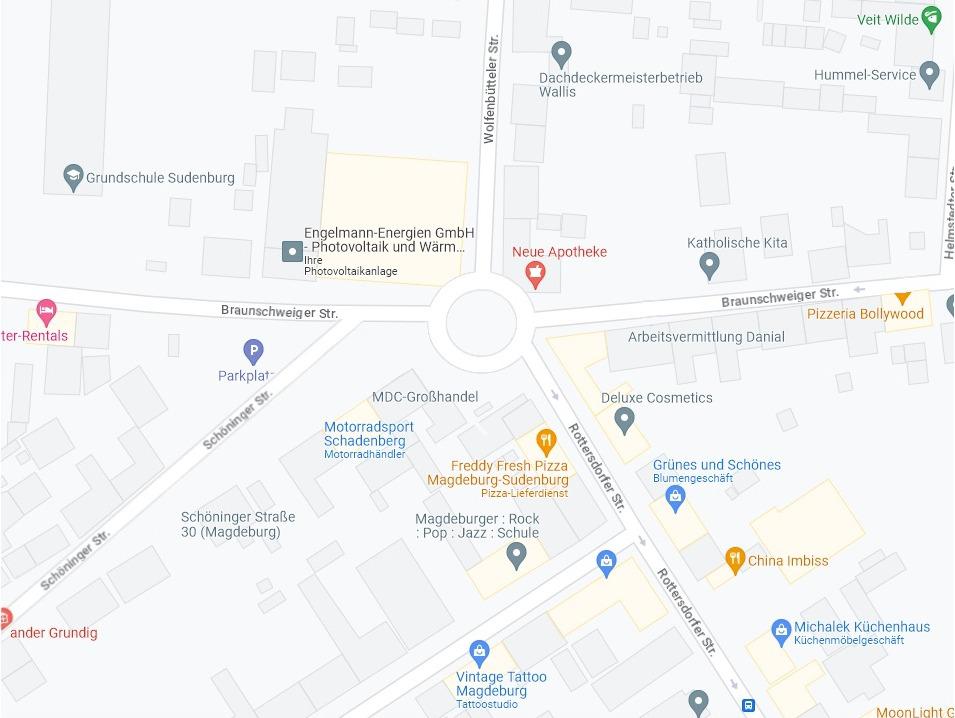 Veit Wilde
Wolfenbütteler Str.
Dachdeckermeisterbetrieb
Wallis
Hummel-Service
Grundschule Sudenburg
Helmstedter Str.
Engelmann-Energien GmbH
- Photovoltaik und Wärm...
Ihre
Photovoltaikanlage
Neue Apotheke
Katholische Kita
Braunschweiger Str.
Braunschweiger Str.
Pizzeria Bollywood
ter-Rentals
Arbeitsvermittlung Danial
P
Parkplatz
MDC-Großhandel
Deluxe Cosmetics
Schöninger Str.
Motorradsport
Schadenberg
Motorradhändler
Rottersdorfer Str.
Freddy Fresh Pizza
Magdeburg-Sudenburg
Pizza-Lieferdienst
Grünes und Schönes
Blumengeschäft
Schöninger Straße
30 (Magdeburg)
Magdeburger : Rock
: Pop : Jazz : Schule
Schöninger Str.
China Imbiss
Rottersdorfer Str.
ander Grundig
Michalek Küchenhaus
Küchenmöbelgeschäft
Vintage Tattoo
Magdeburg
Tattoostudio
MoonLight G